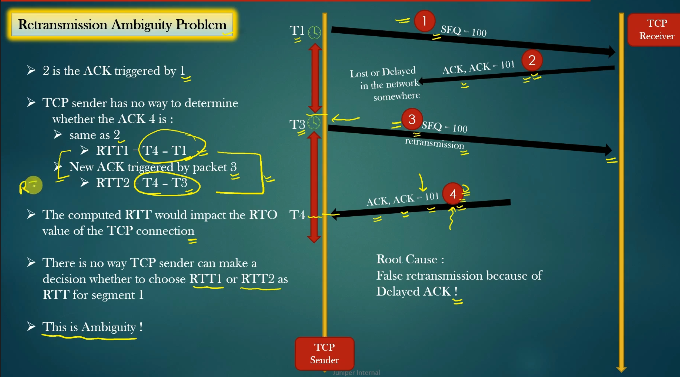 Retransmission Ambiguity Problem
2 is the ACK triggered by 1
TCP sender has no way to determine
whether the ACK 4 is :
same as 2
RTT1 – T4 – T1
New ACK triggered by packet 3
RTT2 T4 – T3
The computed RTT would impact the RTO
value of the TCP connection
There is no way TCP sender can make a
decision whether to choose RTT1 or RTT2 as
RTT for segment 1
This is Ambiguity !
T1
1
SEQ – 100
TCP
Receiver
2
ACK, ACK – 101
Lost or Delayed
in the network
somewhere
T3
3
SEQ – 100
retransmission
4
ACK, ACK – 101
T4
Root Cause :
False retransmission because of
Delayed ACK !
TCP
Sender
Juniper Internal